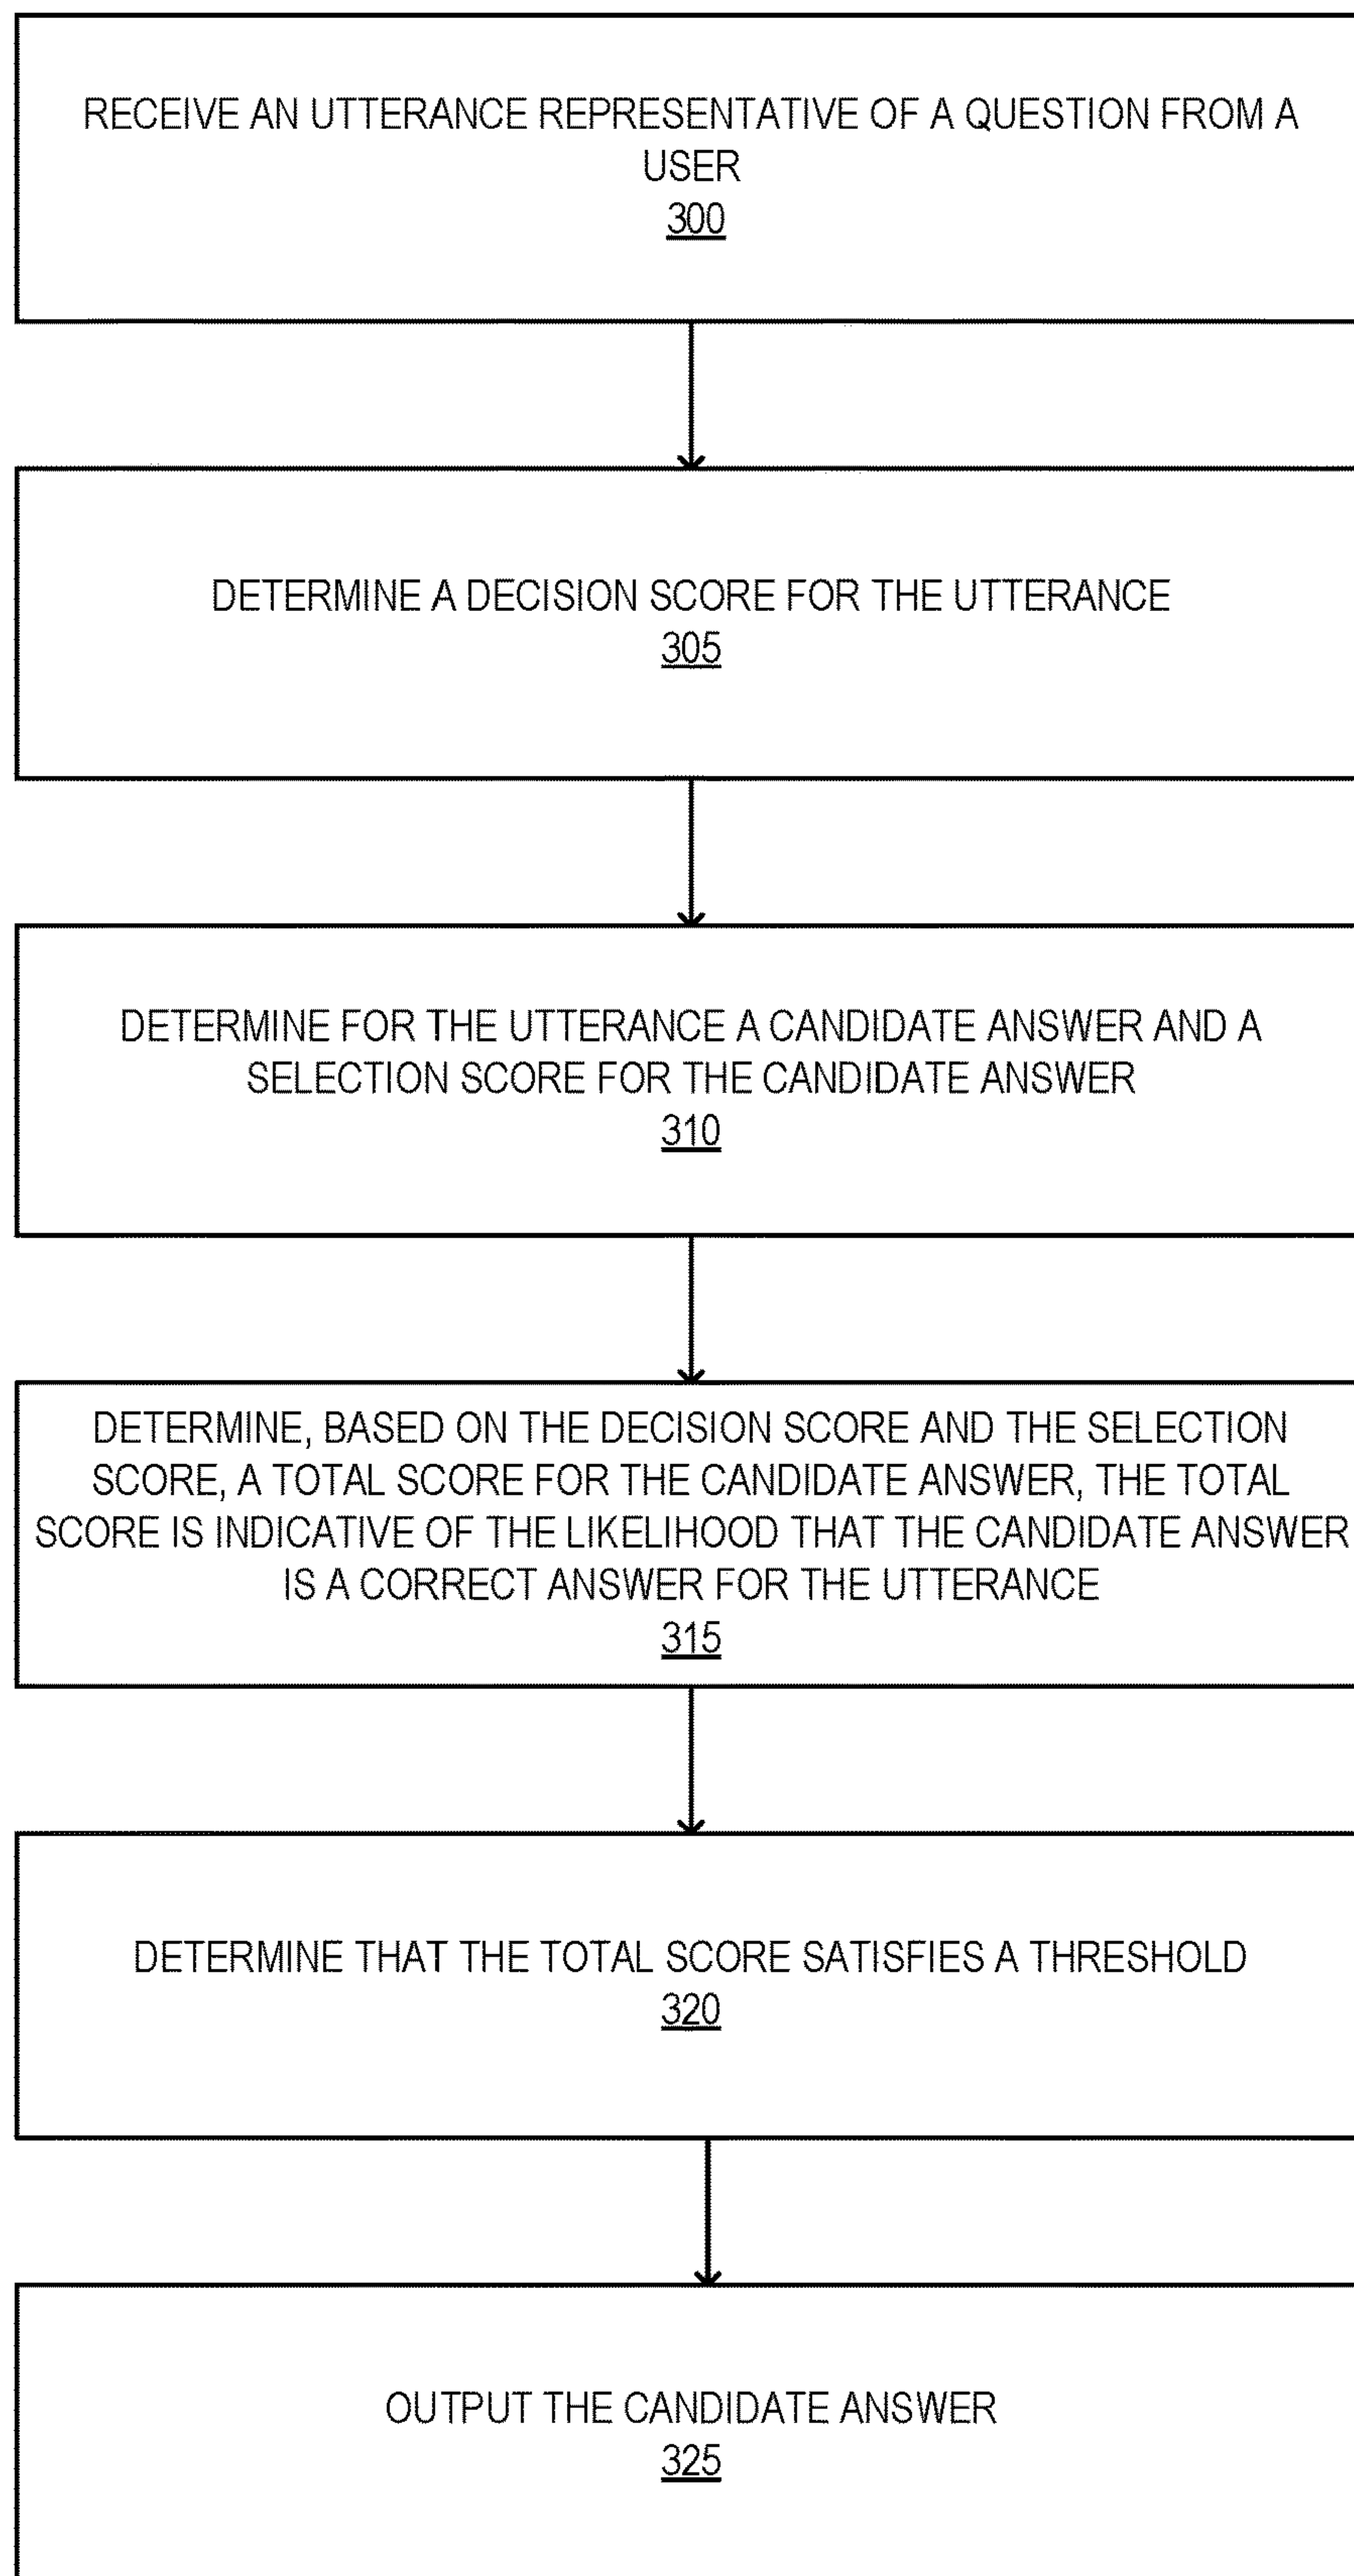 RECEIVE AN UTTERANCE REPRESENTATIVE OF A QUESTION FROM A
USER
300
DETERMINE A DECISION SCORE FOR THE UTTERANCE
305
DETERMINE FOR THE UTTERANCE A CANDIDATE ANSWER AND A
SELECTION SCORE FOR THE CANDIDATE ANSWER
310
DETERMINE, BASED ON THE DECISION SCORE AND THE SELECTION
SCORE, A TOTAL SCORE FOR THE CANDIDATE ANSWER, THE TOTAL
SCORE IS INDICATIVE OF THE LIKELIHOOD THAT THE CANDIDATE ANSWER
IS A CORRECT ANSWER FOR THE UTTERANCE
315
DETERMINE THAT THE TOTAL SCORE SATISFIES A THRESHOLD
320
OUTPUT THE CANDIDATE ANSWER
325